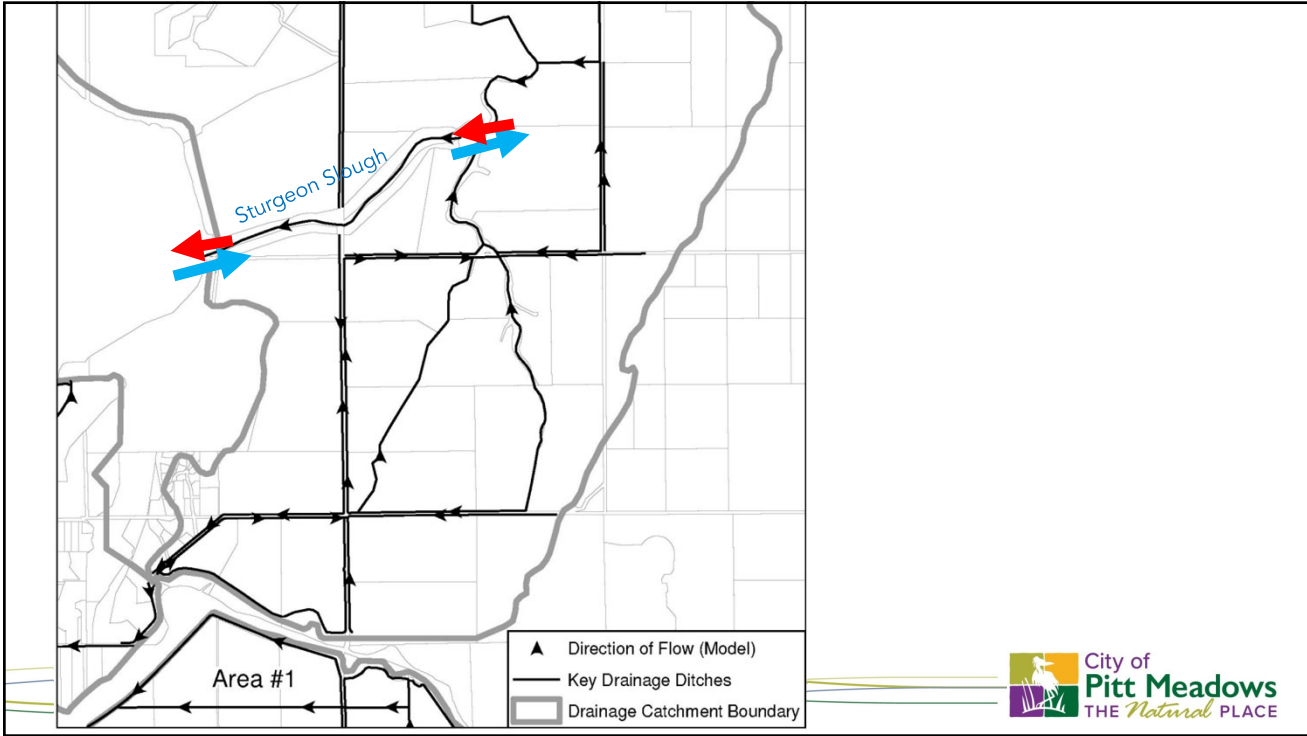 Sturgeon Slough
Area #1
Direction of Flow (Model)
Key Drainage Ditches
Drainage Catchment Boundary
City of
Pitt Meadows
THE Natural PLACE